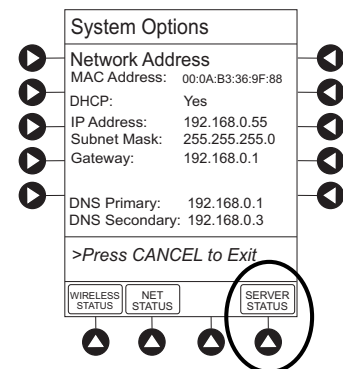 System Options
Network Address
MAC Address: 00:0A:B3:36:9F:88
DHCP: Yes
IP Address: 192.168.0.55
Subnet Mask: 255.255.255.0
Gateway: 192.168.0.1
DNS Primary: 192.168.0.1
DNS Secondary: 192.168.0.3
>Press CANCEL to Exit
WIRELESS STATUS
NET STATUS
SERVER STATUS